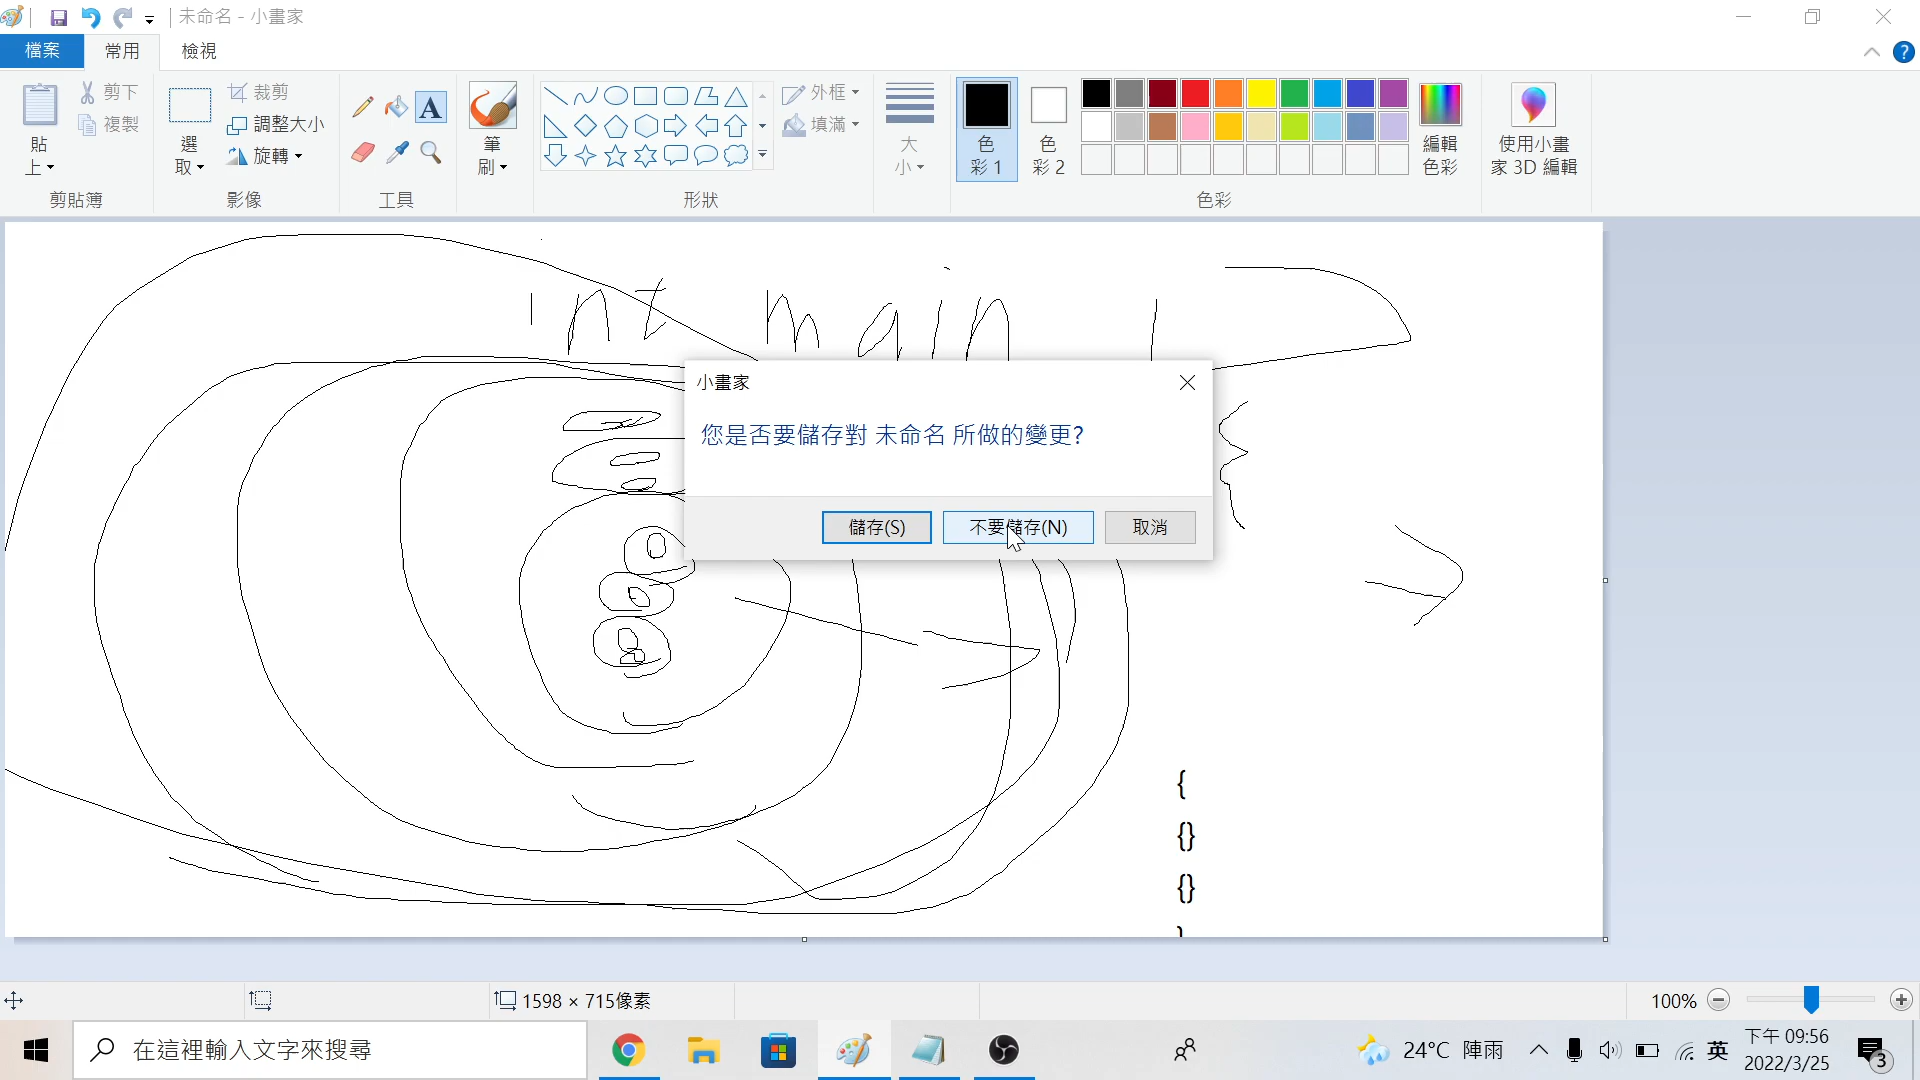 未命名 - 小畫家
檔案 常用 檢視
貼上
剪下
複製
剪貼簿
選取
裁剪
調整大小
旋轉
影像
A
工具
筆刷
形狀
外框
填滿
大小
色彩 1
色彩 2
色彩
編輯色彩
使用小畫家 3D 編輯
?
int main
小畫家
您是否要儲存對 未命名 所做的變更?
儲存(S) 不要儲存(N) 取消
{
{}
{}
1598 × 715像素
100%
在這裡輸入文字來搜尋
24°C 陣雨
英
下午 09:56
2022/3/25
3